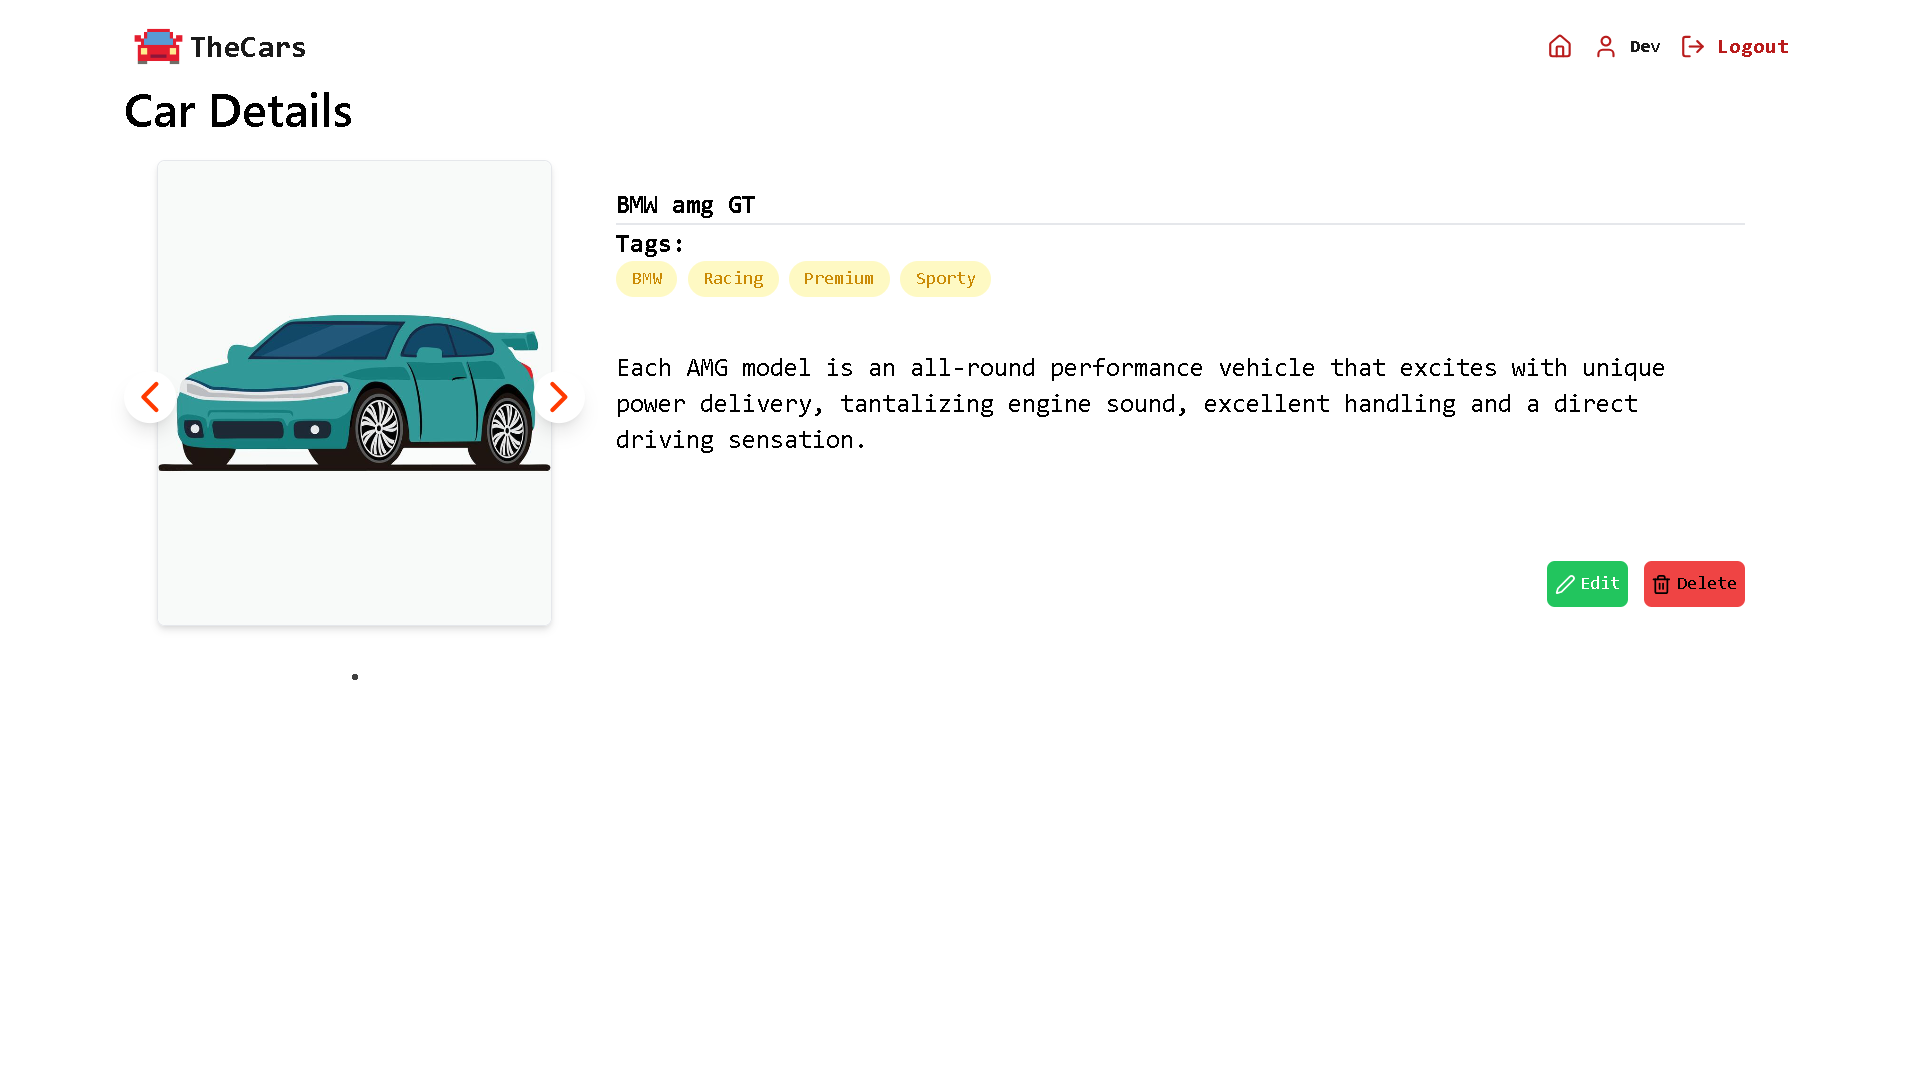 TheCars
Dev
Logout
Car Details
BMW amg GT
Tags:
BMW Racing Premium Sporty
Each AMG model is an all-round performance vehicle that excites with unique
power delivery, tantalizing engine sound, excellent handling and a direct
driving sensation.
Edit
Delete